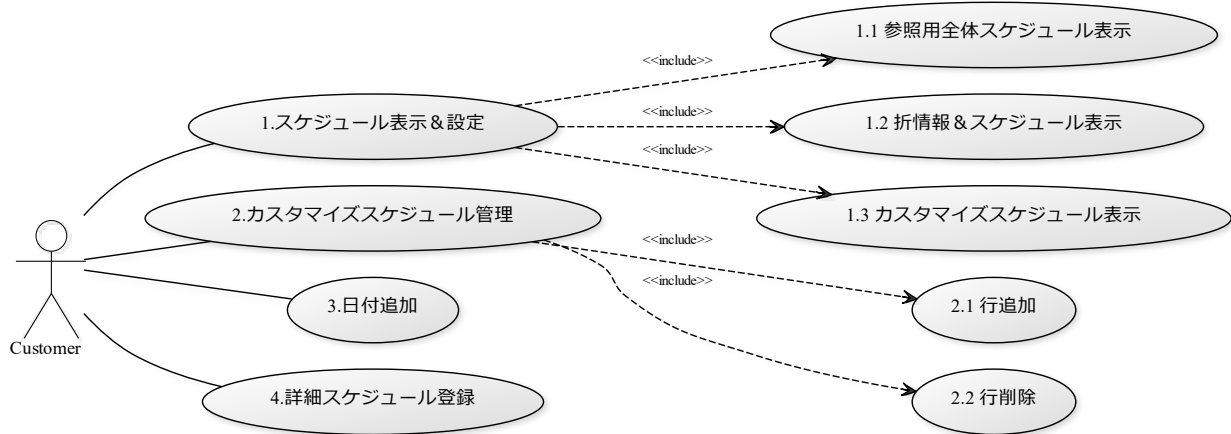 1.1 参照用全体スケジュール表示
<<include>>
1.スケジュール表示＆設定
<<include>>
1.2 折情報＆スケジュール表示
<<include>>
2.カスタマイズスケジュール管理
1.3 カスタマイズスケジュール表示
<<include>>
<<include>>
3.日付追加
2.1 行追加
Customer
4.詳細スケジュール登録
2.2 行削除